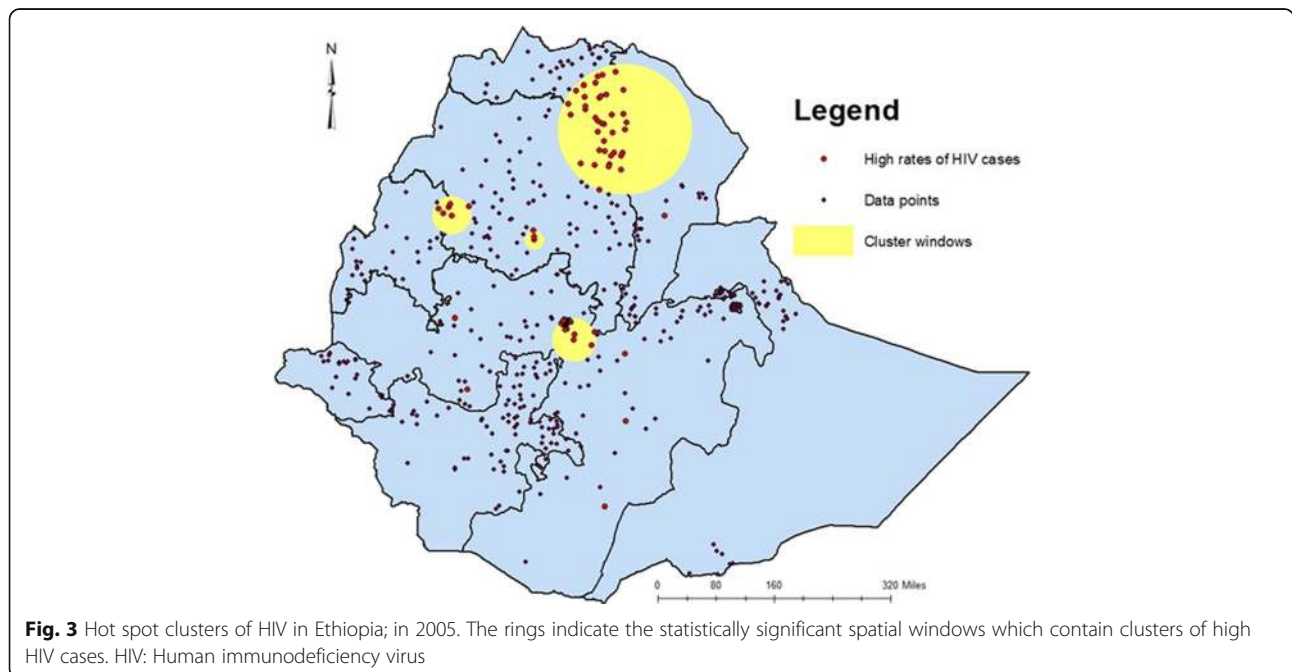 N
Legend
High rates of HIV cases
Data points
Cluster windows
0 80 160 320 Miles
Fig. 3 Hot spot clusters of HIV in Ethiopia; in 2005. The rings indicate the statistically significant spatial windows which contain clusters of high
HIV cases. HIV: Human immunodeficiency virus